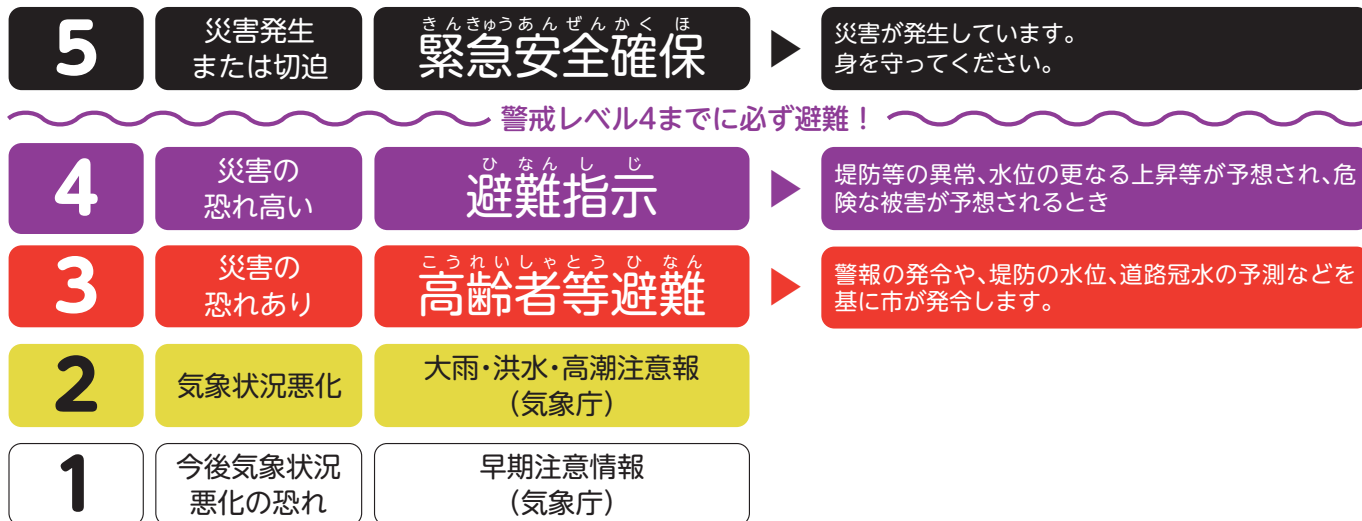 5
災害発生
または切迫
きんきゅうあんぜんかくほ
緊急安全確保
災害が発生しています。
身を守ってください。
警戒レベル4までに必ず避難！
4
災害の
恐れ高い
ひなんしじ
避難指示
堤防等の異常、水位の更なる上昇等が予想され、危
険な被害が予想されるとき
3
災害の
恐れあり
こうれいしゃとうひなん
高齢者等避難
警報の発令や、堤防の水位、道路冠水の予測などを
基に市が発令します。
2
気象状況悪化
大雨・洪水・高潮注意報
（気象庁）
1
今後気象状況
悪化の恐れ
早期注意情報
（気象庁）